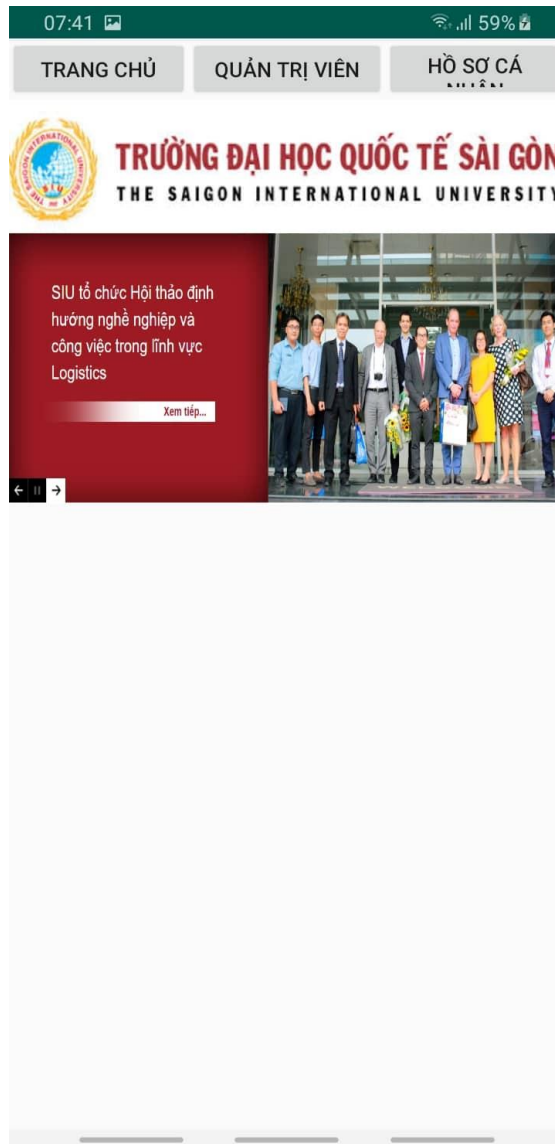 07:41 59%
TRANG CHỦ QUẢN TRỊ VIÊN HỒ SƠ CÁ
TRƯỜNG ĐẠI HỌC QUỐC TẾ SÀI GÒN
THE SAIGON INTERNATIONAL UNIVERSITY
SIU tổ chức Hội thảo định
hướng nghề nghiệp và
công việc trong lĩnh vực
Logistics
Xem tiếp...
WELCOME